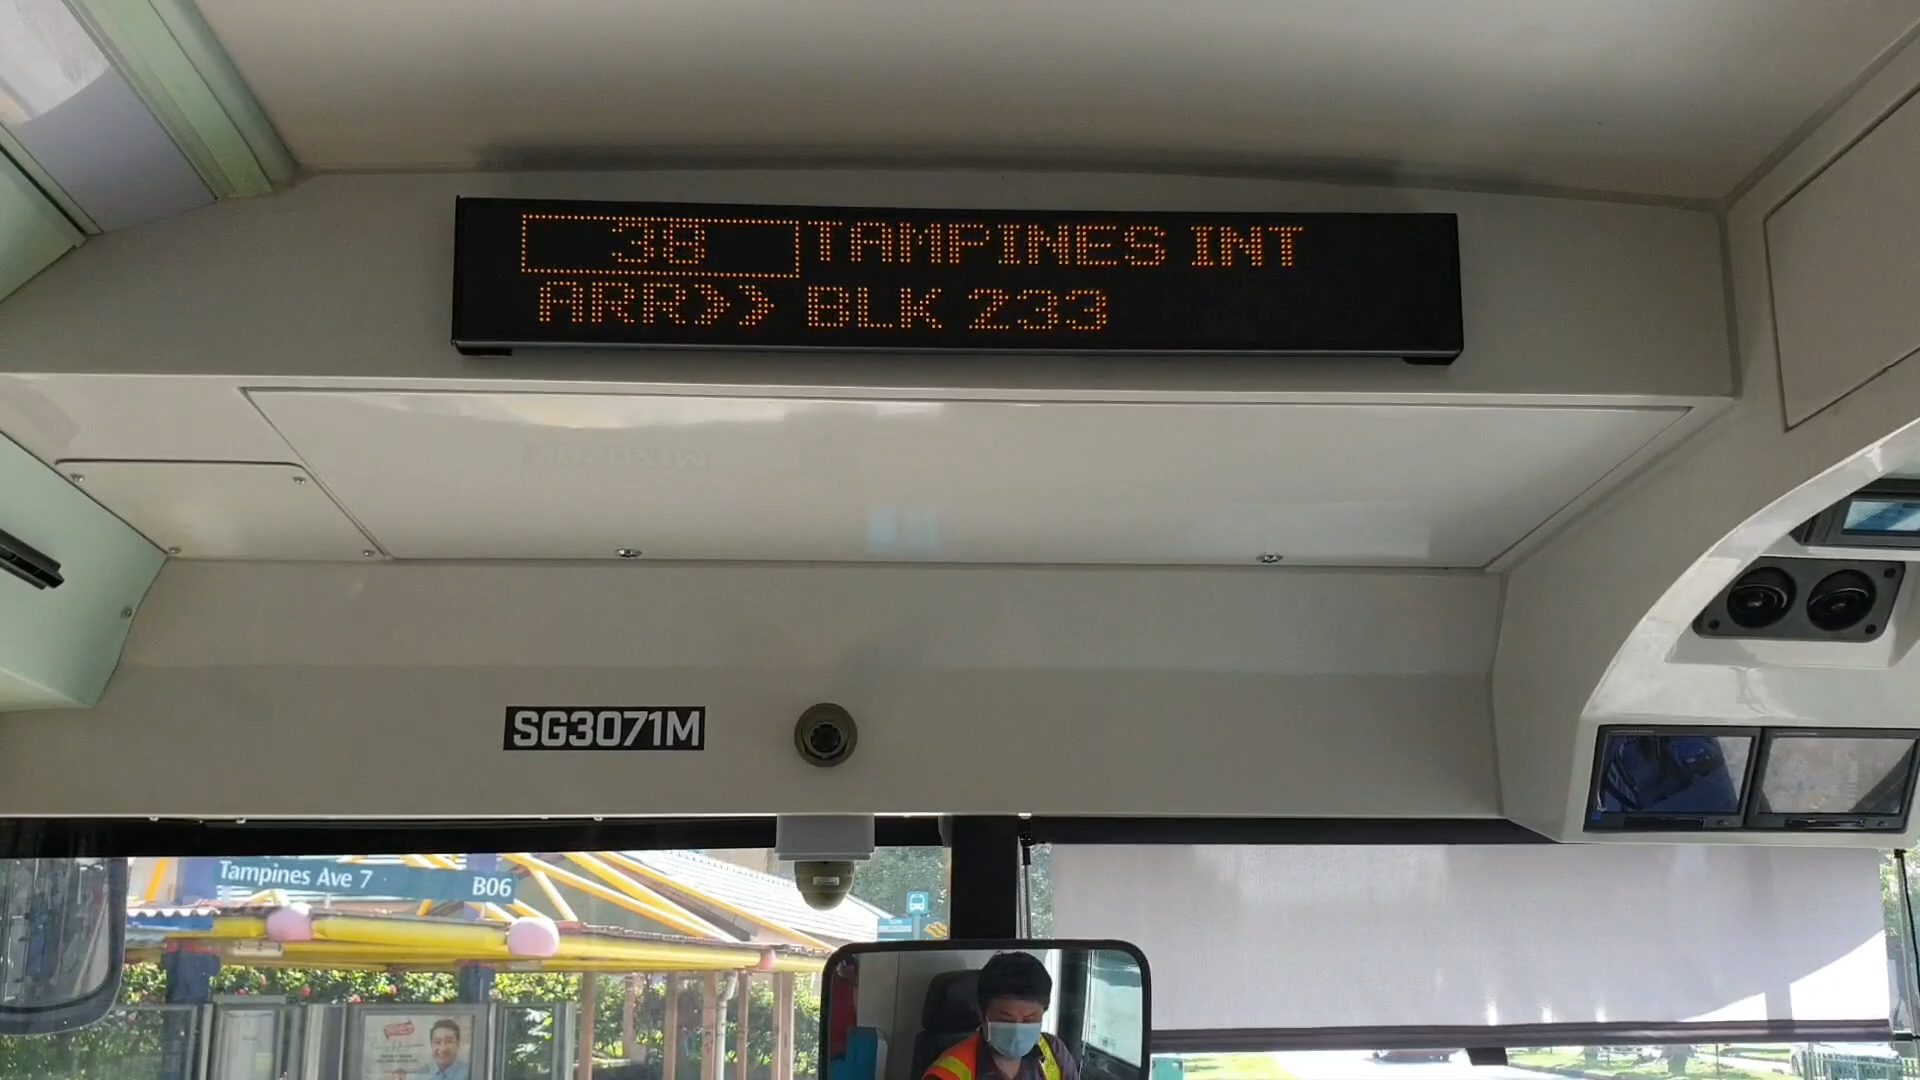 38 TAMPINES INT
ARR>> BLK 233
SG3071M
Tampines Ave 7 B06